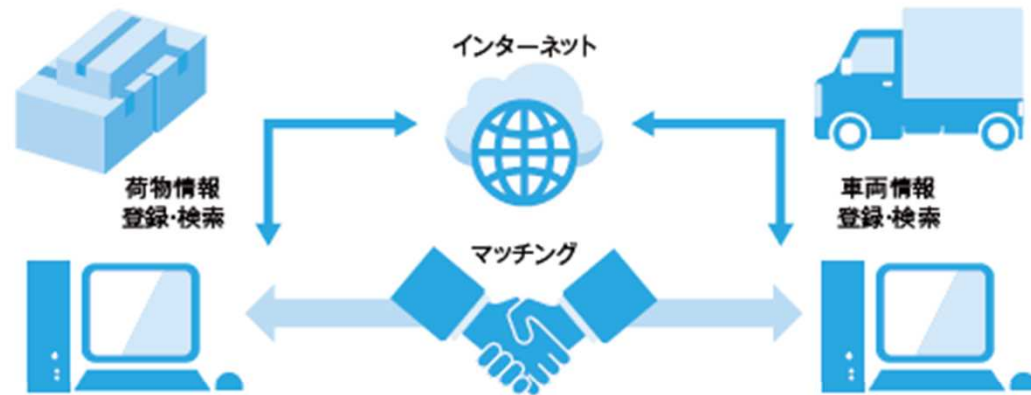 インターネット
荷物情報
登録・検索
車両情報
登録・検索
マッチング